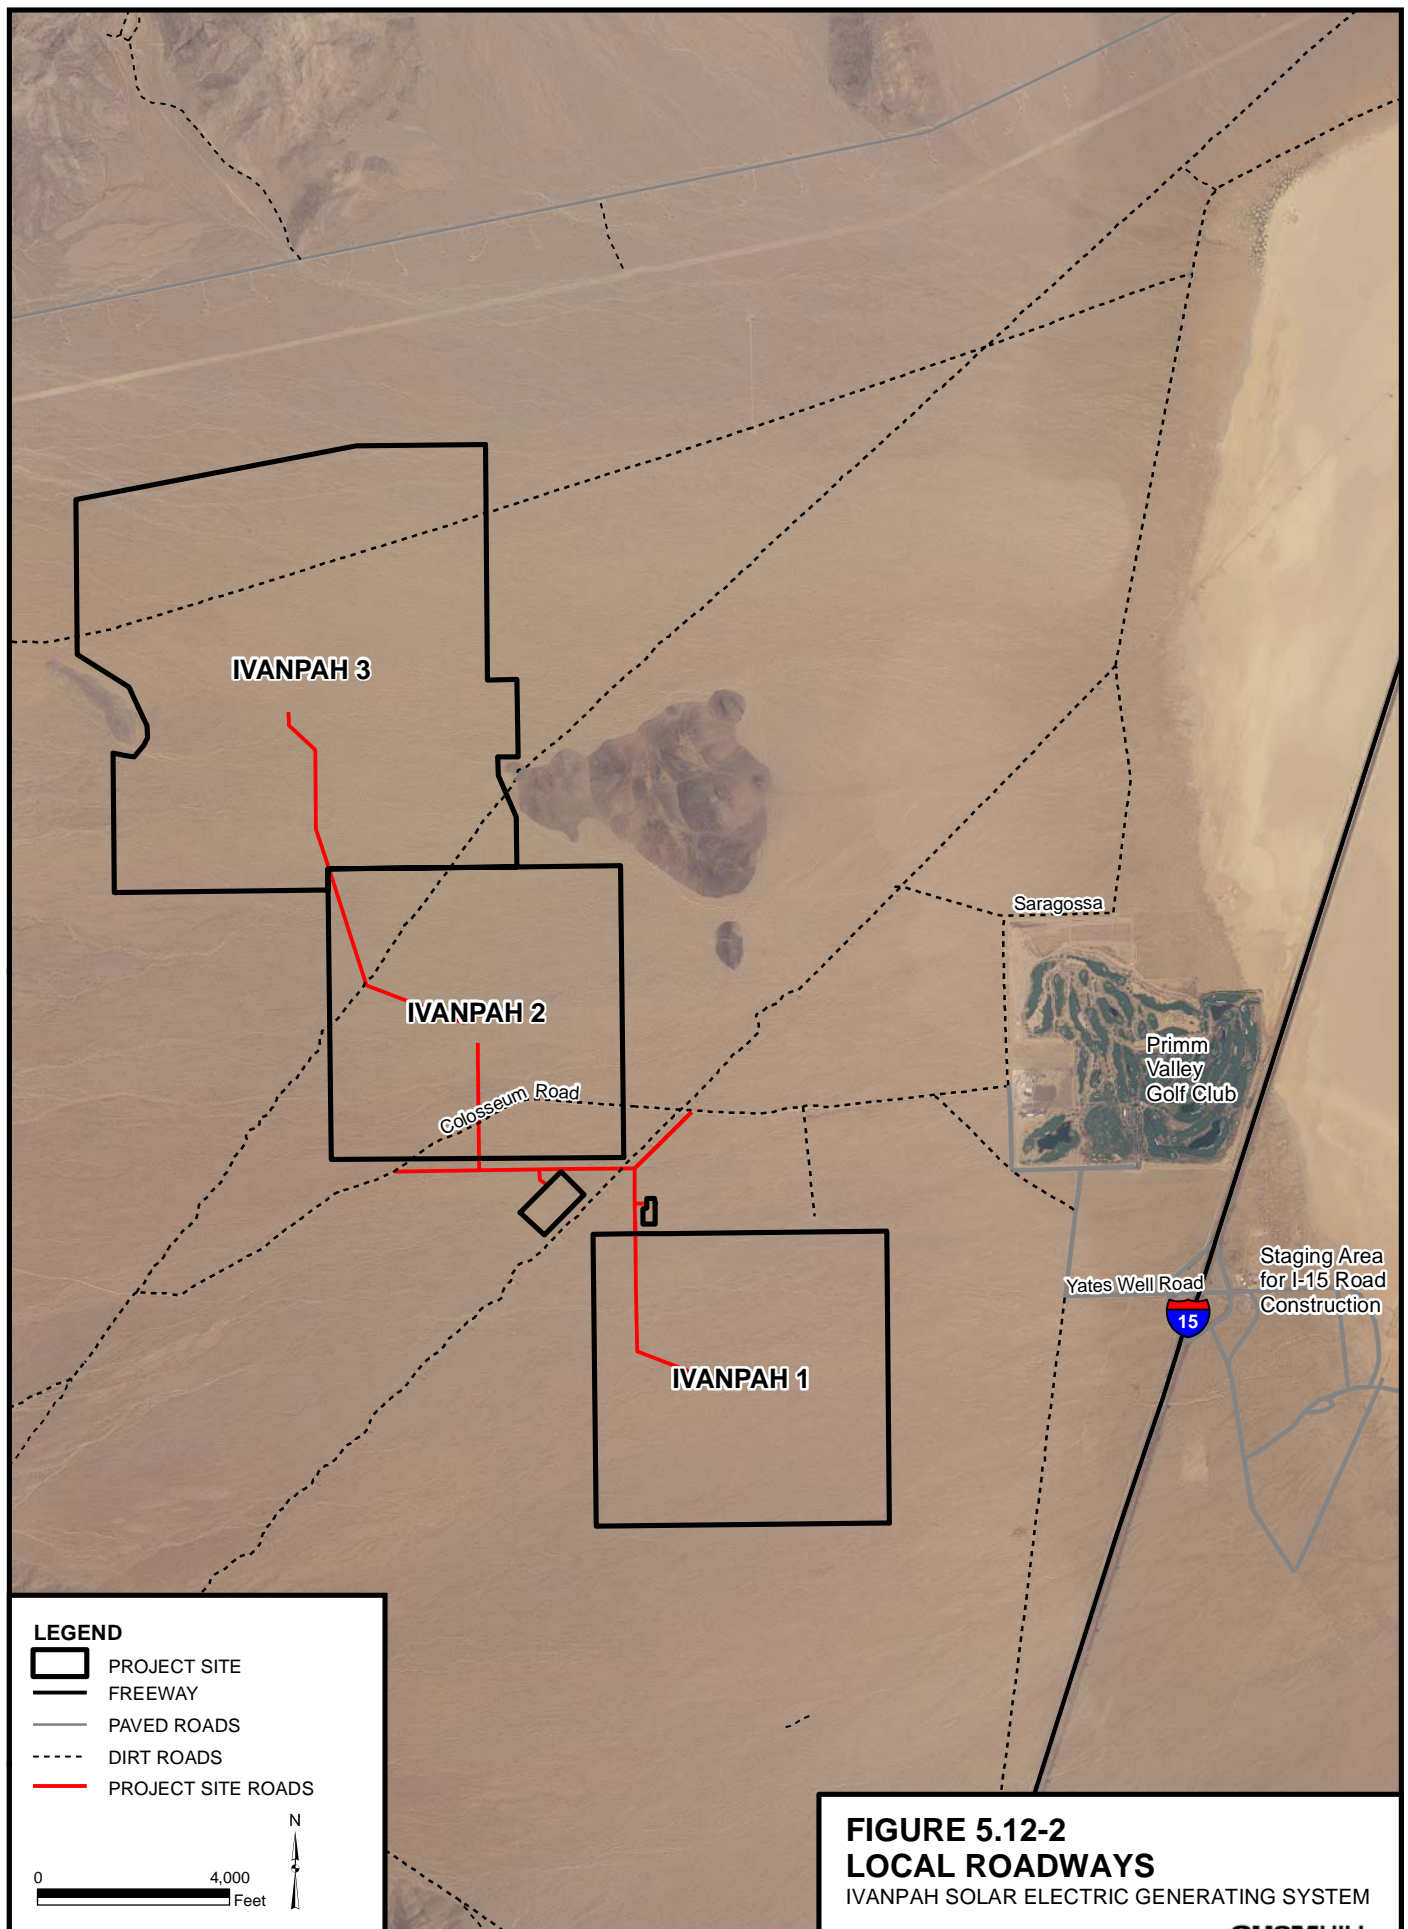 IVANPAH 3
Saragossa
IVANPAH 2
Primm
Valley
Golf Club
Colosseum Road
Staging Area
for I-15 Road
Construction
Yates Well Road
15
IVANPAH 1
LEGEND
PROJECT SITE
FREEWAY
PAVED ROADS
DIRT ROADS
PROJECT SITE ROADS
N
0 4,000
Feet
FIGURE 5.12-2
LOCAL ROADWAYS
IVANPAH SOLAR ELECTRIC GENERATING SYSTEM